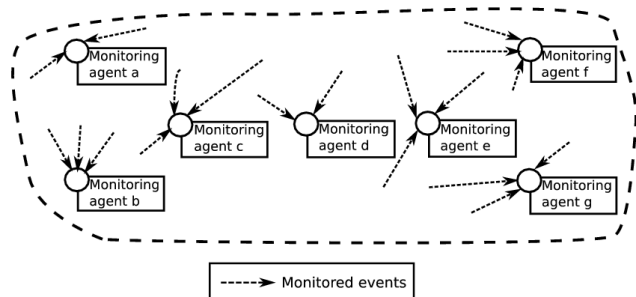 Monitoring
agent a
Monitoring
agent f
Monitoring
agent c
Monitoring
agent d
Monitoring
agent e
Monitoring
agent b
Monitoring
agent g
Monitored events